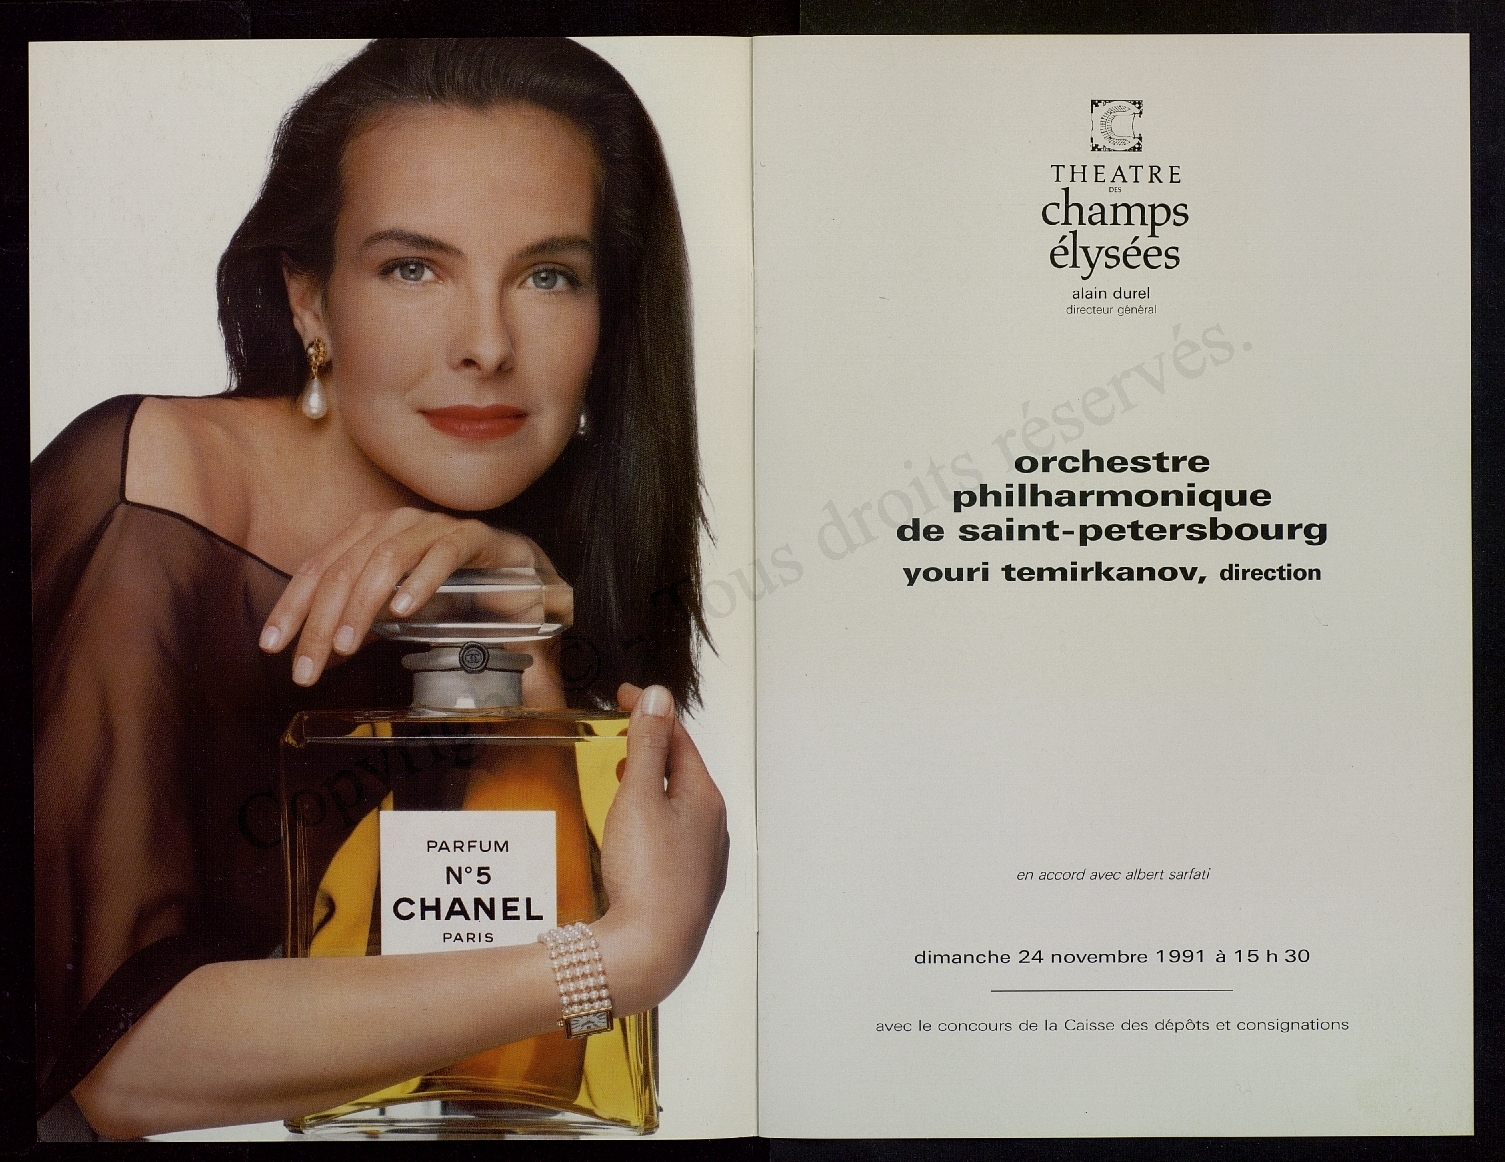 PARFUM
N°5
CHANEL
PARIS
THEATRE
DES
champs
élysées
alain durel
directeur général
orchestre
philharmonique
de saint-petersbourg
youri temirkanov, direction
en accord avec albert sarfati
dimanche 24 novembre 1991 à 15 h 30
avec le concours de la Caisse des dépôts et consignations
Copyright © - Tous droits réservés.